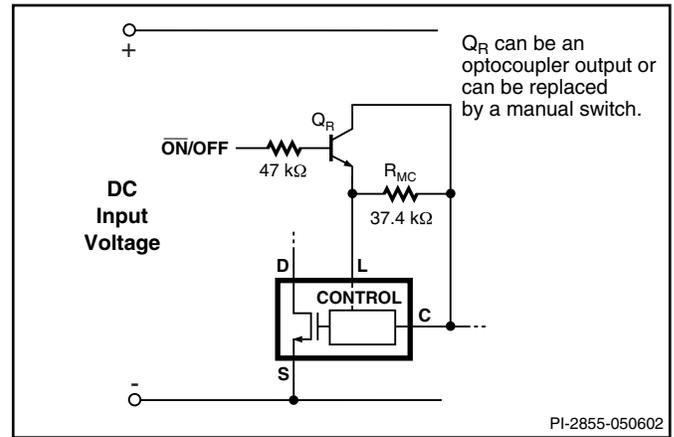 +
Q_R can be an
optocoupler output or
can be replaced
by a manual switch.
Q_R
ON/OFF
47 kΩ
R_MC
37.4 kΩ
DC
Input
Voltage
D
L
CONTROL
C
S
-
PI-2855-050602